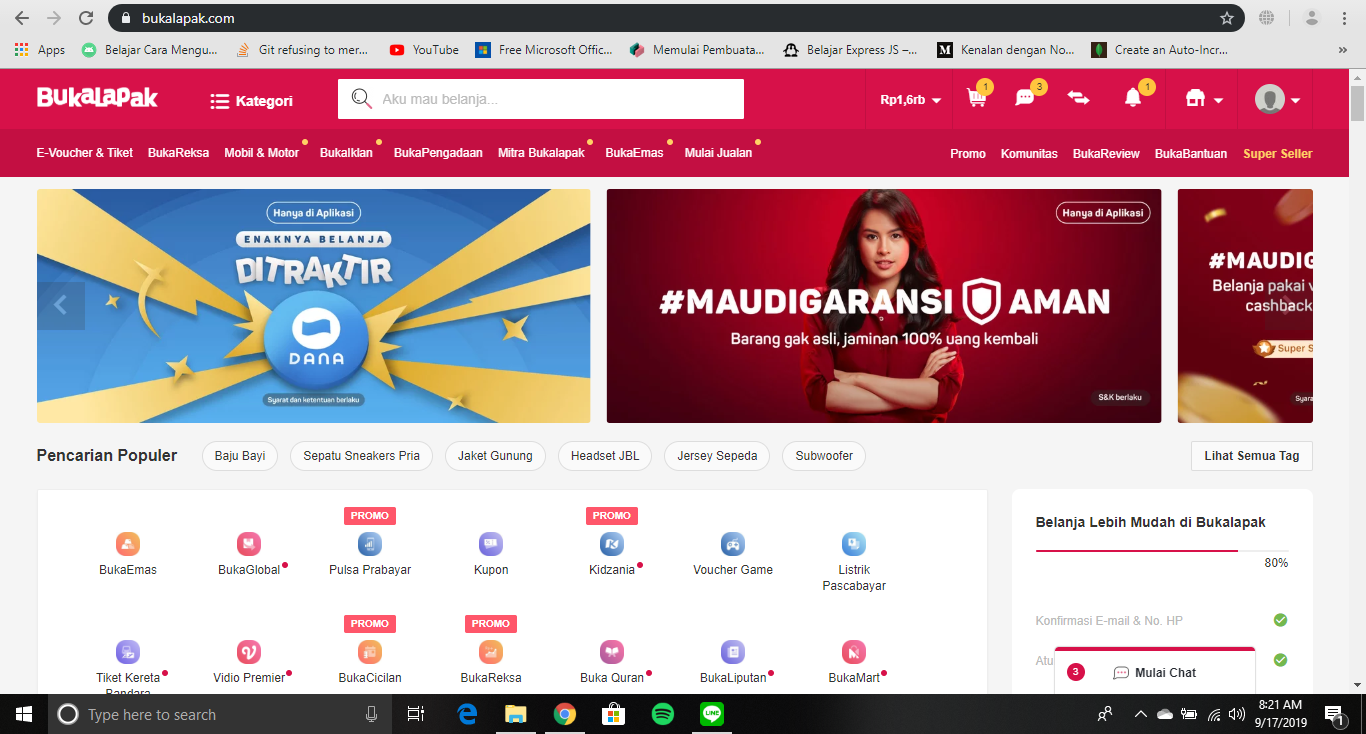 bukalapak.com
Apps
Belajar Cara Mengu...
Git refusing to mer...
YouTube
Free Microsoft Offic...
Memulai Pembuata...
Belajar Express JS –...
Kenalan dengan No...
Create an Auto-Incr...
»
BukaLapak
Kategori
Aku mau belanja...
Rp1,6rb
1
3
1
E-Voucher & Tiket
BukaReksa
Mobil & Motor
BukaIklan
BukaPengadaan
Mitra Bukalapak
BukaEmas
Mulai Jualan
Promo
Komunitas
BukaReview
BukaBantuan
Super Seller
Hanya di Aplikasi
ENAKNYA BELANJA
DITRAKTIR
DANA
Syarat dan ketentuan berlaku
Hanya di Aplikasi
#MAUDIGARANSI AMAN
Barang gak asli, jaminan 100% uang kembali
S&K berlaku
#MAUDIG
Belanja pakai v
cashback
Super S
Syara
Pencarian Populer
Baju Bayi
Sepatu Sneakers Pria
Jaket Gunung
Headset JBL
Jersey Sepeda
Subwoofer
Lihat Semua Tag
PROMO
PROMO
BukaEmas
BukaGlobal
Pulsa Prabayar
Kupon
Kidzania
Voucher Game
Listrik
Pascabayar
PROMO
PROMO
Tiket Kereta
Bandara
Vidio Premier
BukaCicilan
BukaReksa
Buka Quran
BukaLiputan
BukaMart
Belanja Lebih Mudah di Bukalapak
80%
Konfirmasi E-mail & No. HP
Atu
3
Mulai Chat
Type here to search
LINE
8:21 AM
9/17/2019
1